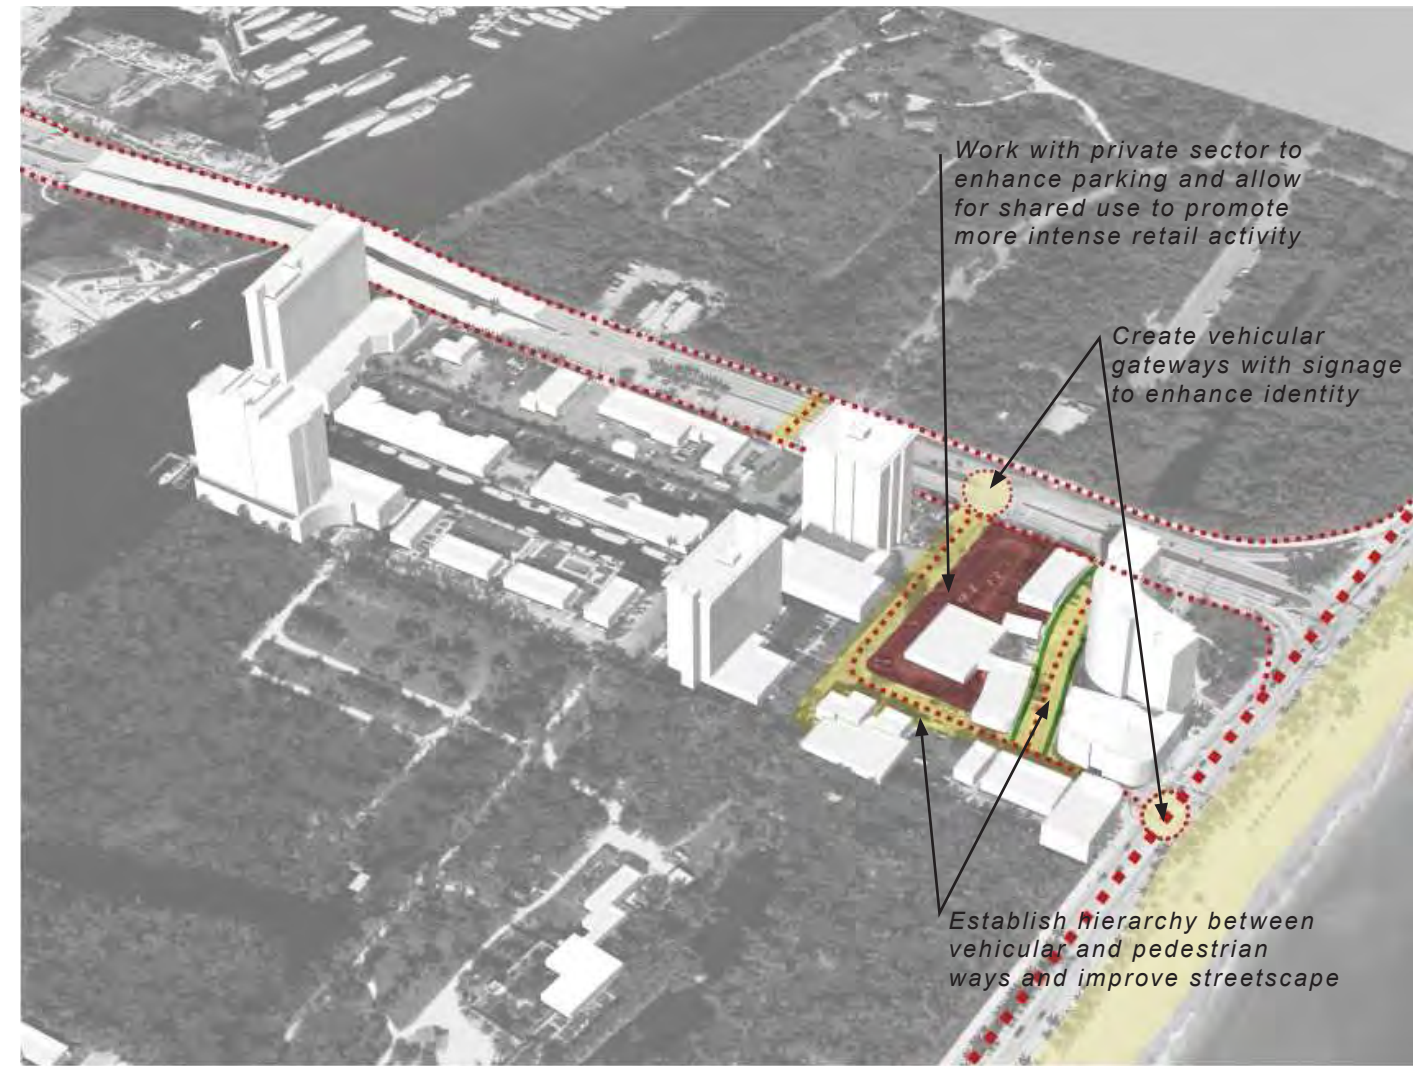 Work with private sector to
enhance parking and allow
for shared use to promote
more intense retail activity
Create vehicular
gateways with signage
to enhance identity
Establish hierarchy between
vehicular and pedestrian
ways and improve streetscape